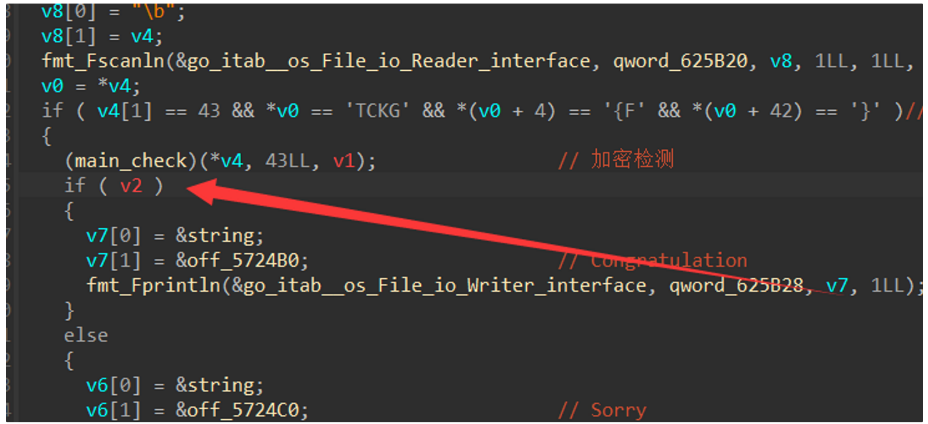 v8[0] = "\b";
v8[1] = v4;
fmt_Fscanln(&go_itab__os_File_io_Reader_interface, qword_625B20, v8, 1LL, 1LL,
v0 = *v4;
if ( v4[1] == 43 && *v0 == 'TCKG' && *(v0 + 4) == '{F' && *(v0 + 42) == '}' )//
{
(main_check)(*v4, 43LL, v1); // 加密检测
if ( v2 )
{
v7[0] = &string;
v7[1] = &off_5724B0; // Congratulation
fmt_Fprintln(&go_itab__os_File_io_Writer_interface, qword_625B28, v7, 1LL);
}
else
{
v6[0] = &string;
v6[1] = &off_5724C0; // Sorry